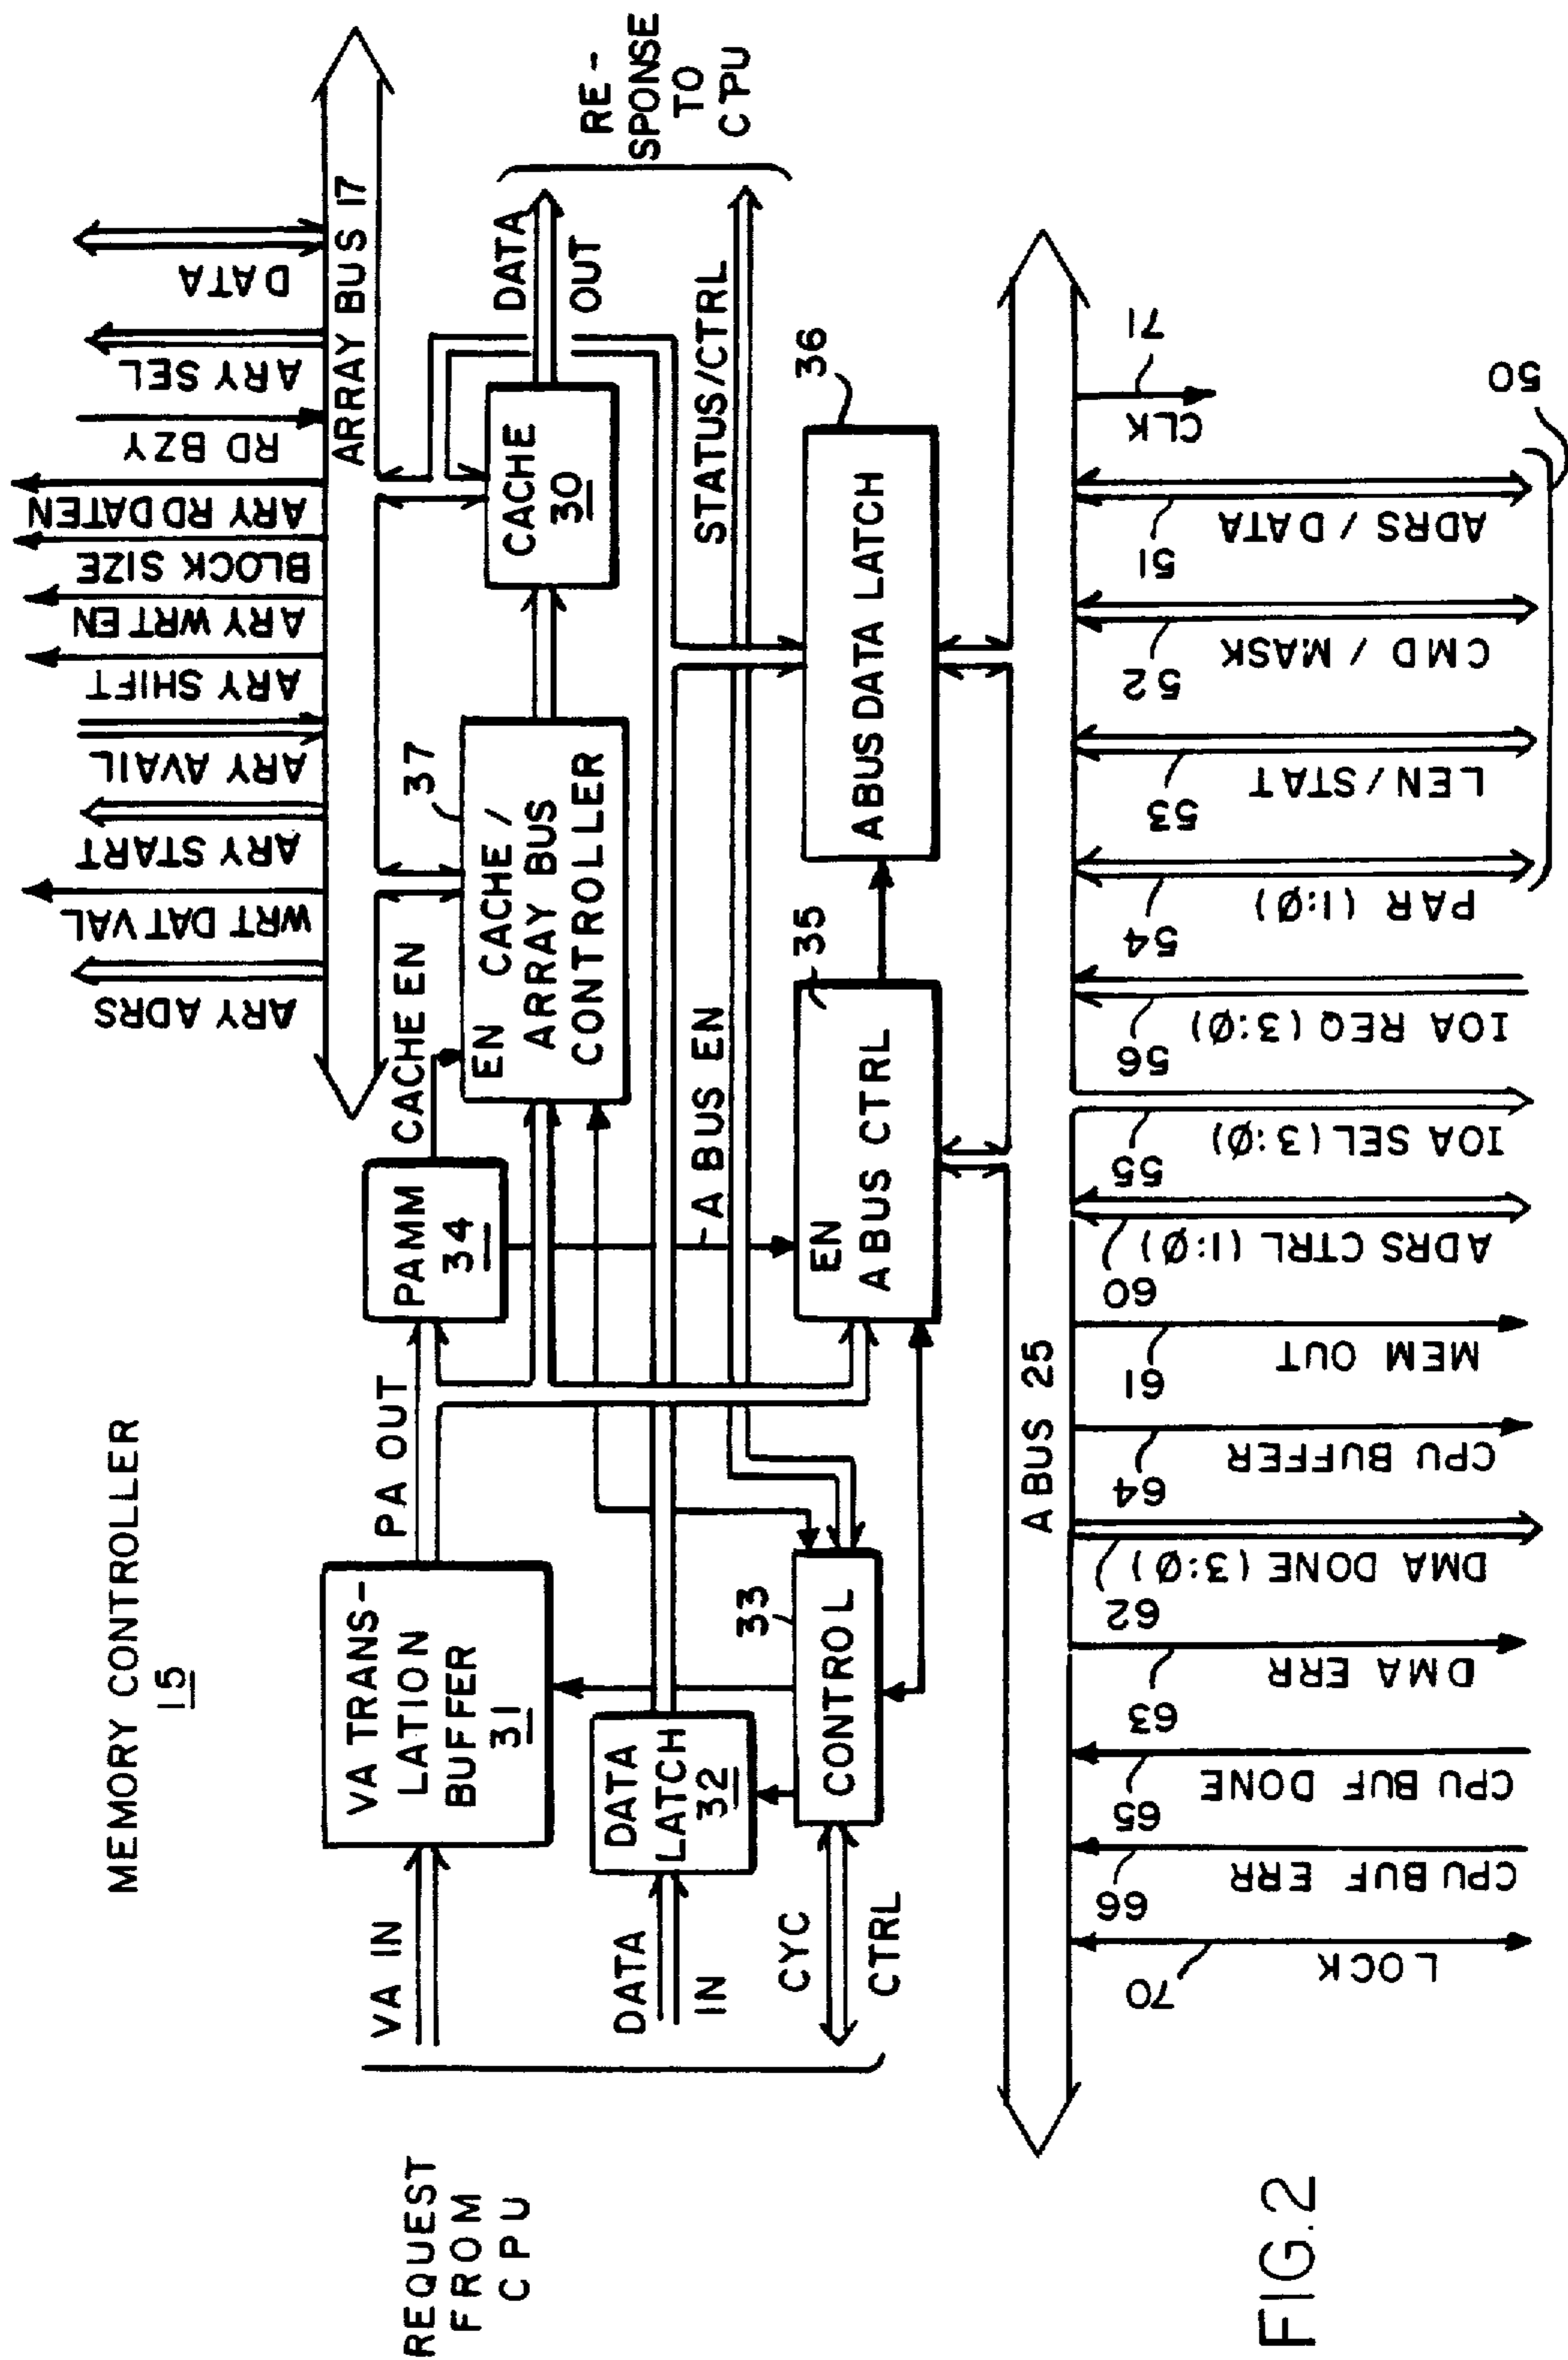 MEMORY CONTROLLER
15
ARY ADRS
WRT DAT VAL
ARY START
ARY AVAIL
ARY SHIFT
ARY WRT EN
BLOCK SIZE
ARY RD DATEN
RD BZY
ARY SEL
DATA
ARRAY BUS 17
REQUEST
FROM
CPU
VA IN
VA TRANS-
LATION
BUFFER
31
PA OUT
PAMM
34
CACHE EN
37
EN CACHE /
ARRAY BUS
CONTROLLER
CACHE
30
DATA
OUT
RE-
SPONSE
TO
CPU
DATA
IN
DATA
LATCH
32
A BUS EN
STATUS/CTRL
CYC
CTRL
33
CONTROL
35
EN
A BUS CTRL
36
A BUS DATA LATCH
A BUS 25
70
LOCK
66
CPU BUF ERR
65
CPU BUF DONE
63
DMA ERR
62
DMA DONE (3:Ø)
64
CPU BUFFER
61
MEM OUT
60
ADRS CTRL (1:Ø)
55
IOA SEL (3:Ø)
56
IOA REQ (3:Ø)
54
PAR (1:Ø)
53
LEN/STAT
52
CMD / MASK
51
ADRS / DATA
71
CLK
50
FIG.2